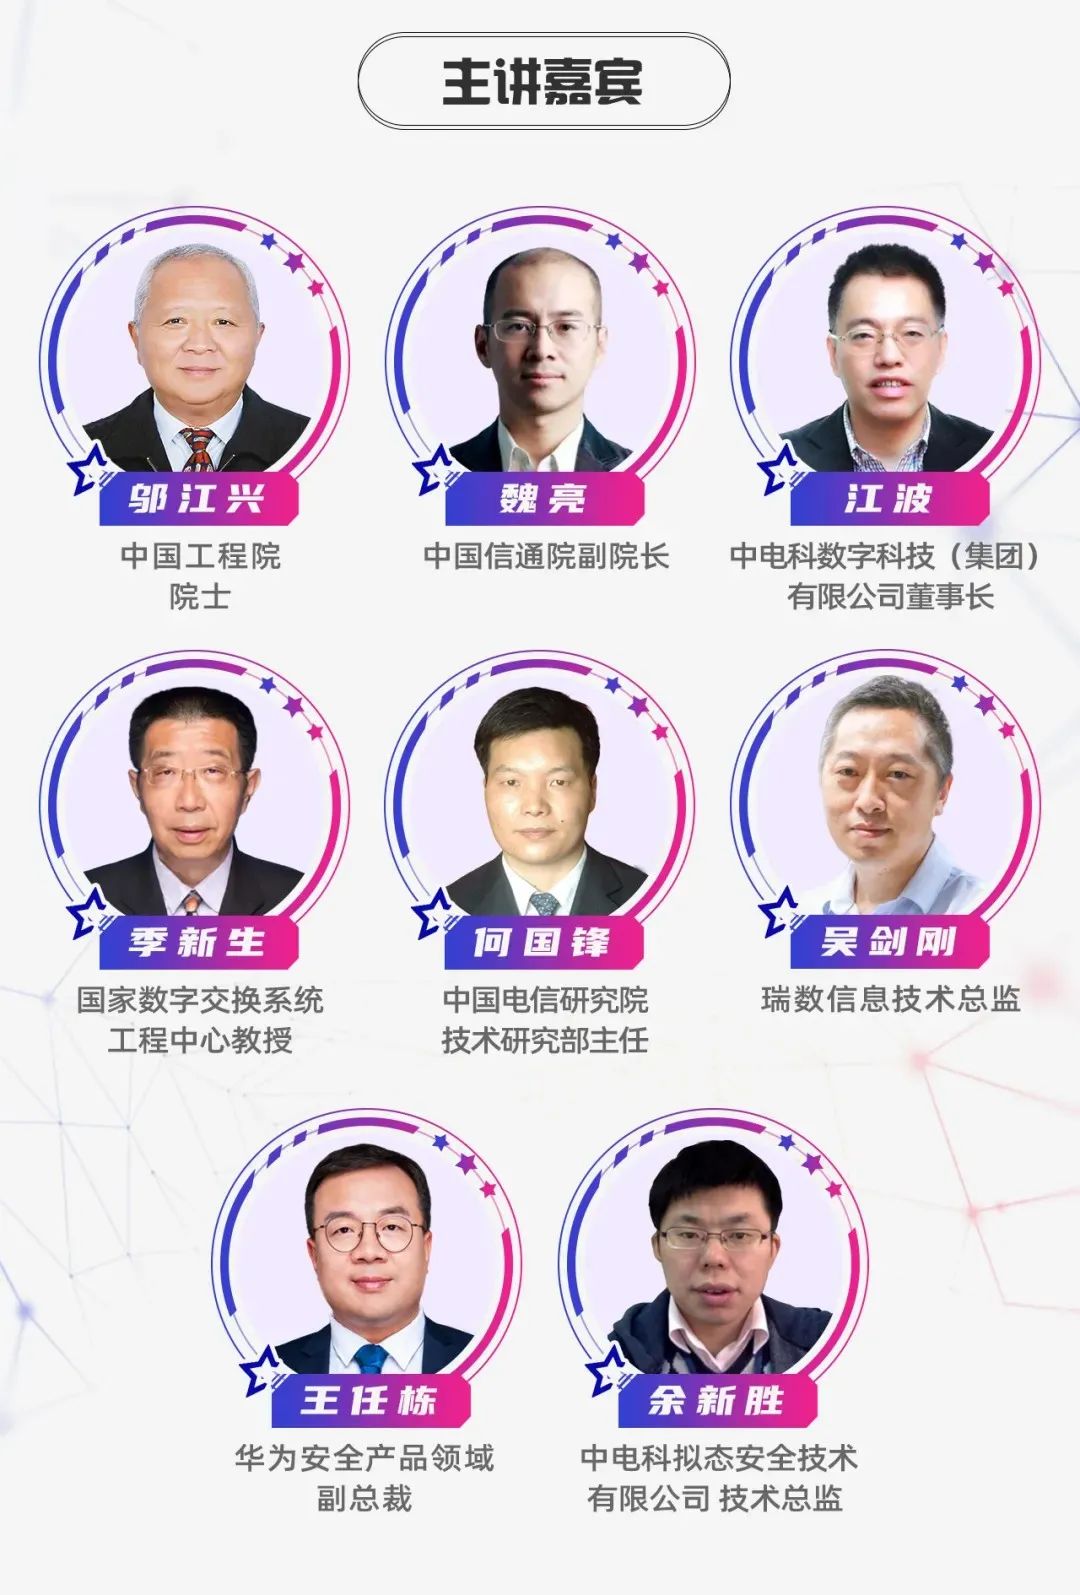 主讲嘉宾
邬江兴
中国工程院
院士
魏亮
中国信通院副院长
江波
中电科数字科技（集团）
有限公司董事长
季新生
国家数字交换系统
工程中心教授
何国锋
中国电信研究院
技术研究部主任
吴剑刚
瑞数信息技术总监
王任栋
华为安全产品领域
副总裁
余新胜
中电科拟态安全技术
有限公司 技术总监